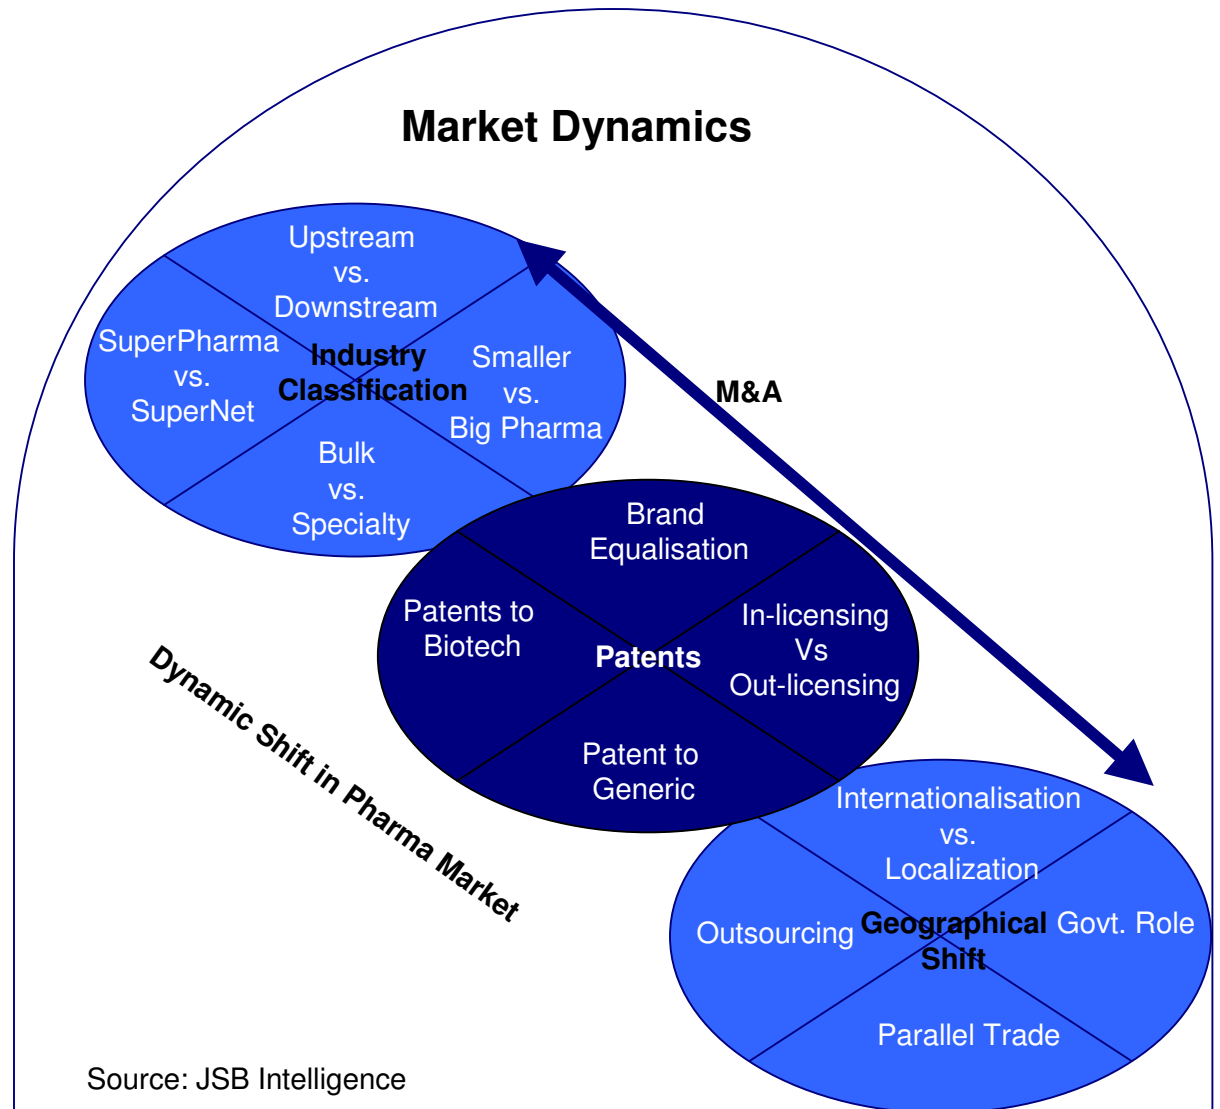 Market Dynamics
Upstream
vs.
Downstream
SuperPharma
vs.
SuperNet
Industry
Classification
Smaller
vs.
Big Pharma
Bulk
vs.
Specialty
M&A
Brand
Equalisation
Patents to
Biotech
Patents
In-licensing
Vs
Out-licensing
Patent to
Generic
Dynamic Shift in Pharma Market
Internationalisation
vs.
Localization
Outsourcing
Geographical
Shift
Govt. Role
Parallel Trade
Source: JSB Intelligence